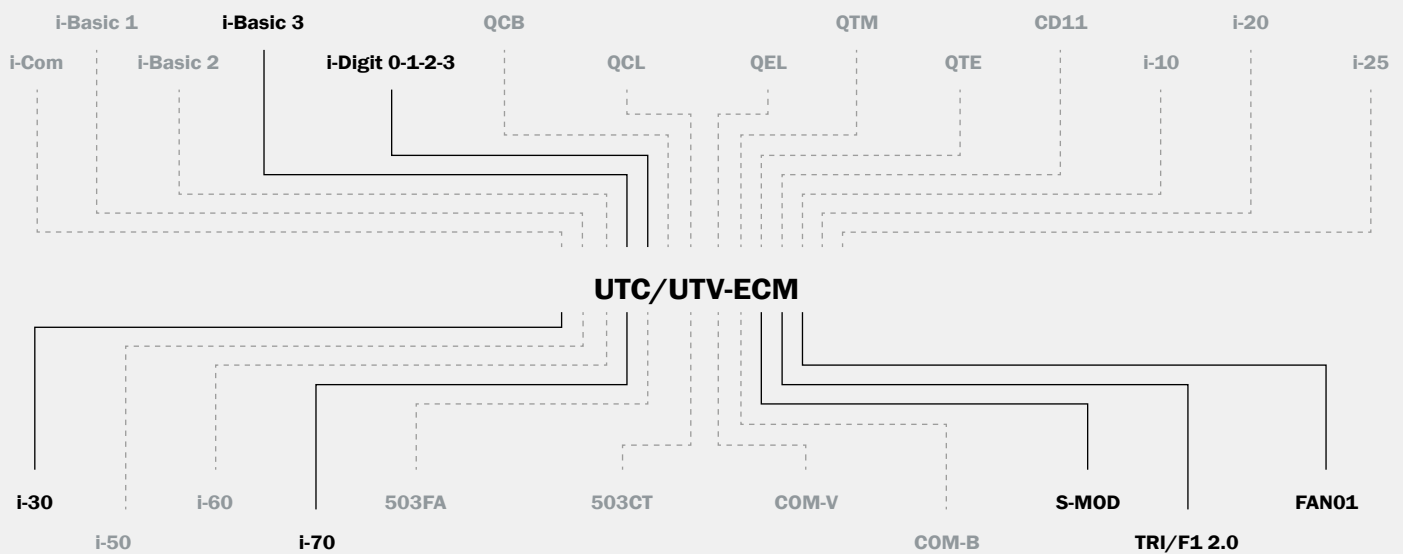 i-Basic 1 i-Basic 3 QCB QTM CD11 i-20
i-Com i-Basic 2 i-Digit 0-1-2-3 QCL QEL QTE i-10 i-25
UTC/UTV-ECM
i-30 i-60 503FA 503CT COM-V S-MOD FAN01
i-50 i-70 COM-B TRI/F1 2.0